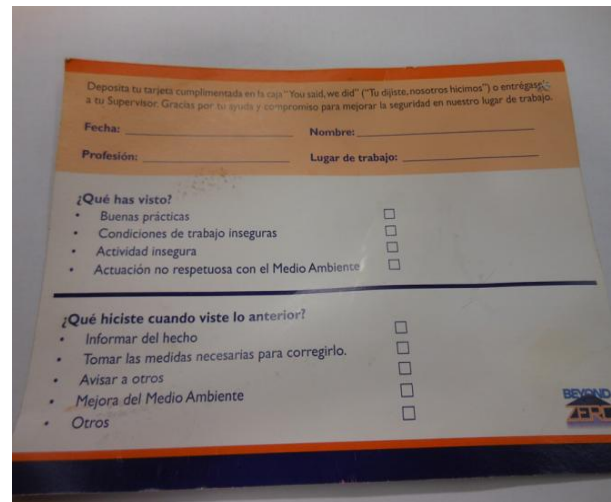 Deposita tu tarjeta cumplimentada en la caja "You said, we did" ("Tu dijiste, nosotros hicimos") o
a tu Supervisor. Gracias por tu ayuda y compromiso para mejorar la seguridad en nuestro lugar de trabajo.
Fecha: Nombre:
Profesión: Lugar de trabajo:
¿Qué has visto?
• Buenas prácticas
• Condiciones de trabajo inseguras
• Actividad insegura
• Actuación no respetuosa con el Medio Ambiente
¿Qué hiciste cuando viste lo anterior?
• Informar del hecho
• Tomar las medidas necesarias para corregirlo.
• Avisar a otros
• Mejora del Medio Ambiente
• Otros
BEYOND
ZERO